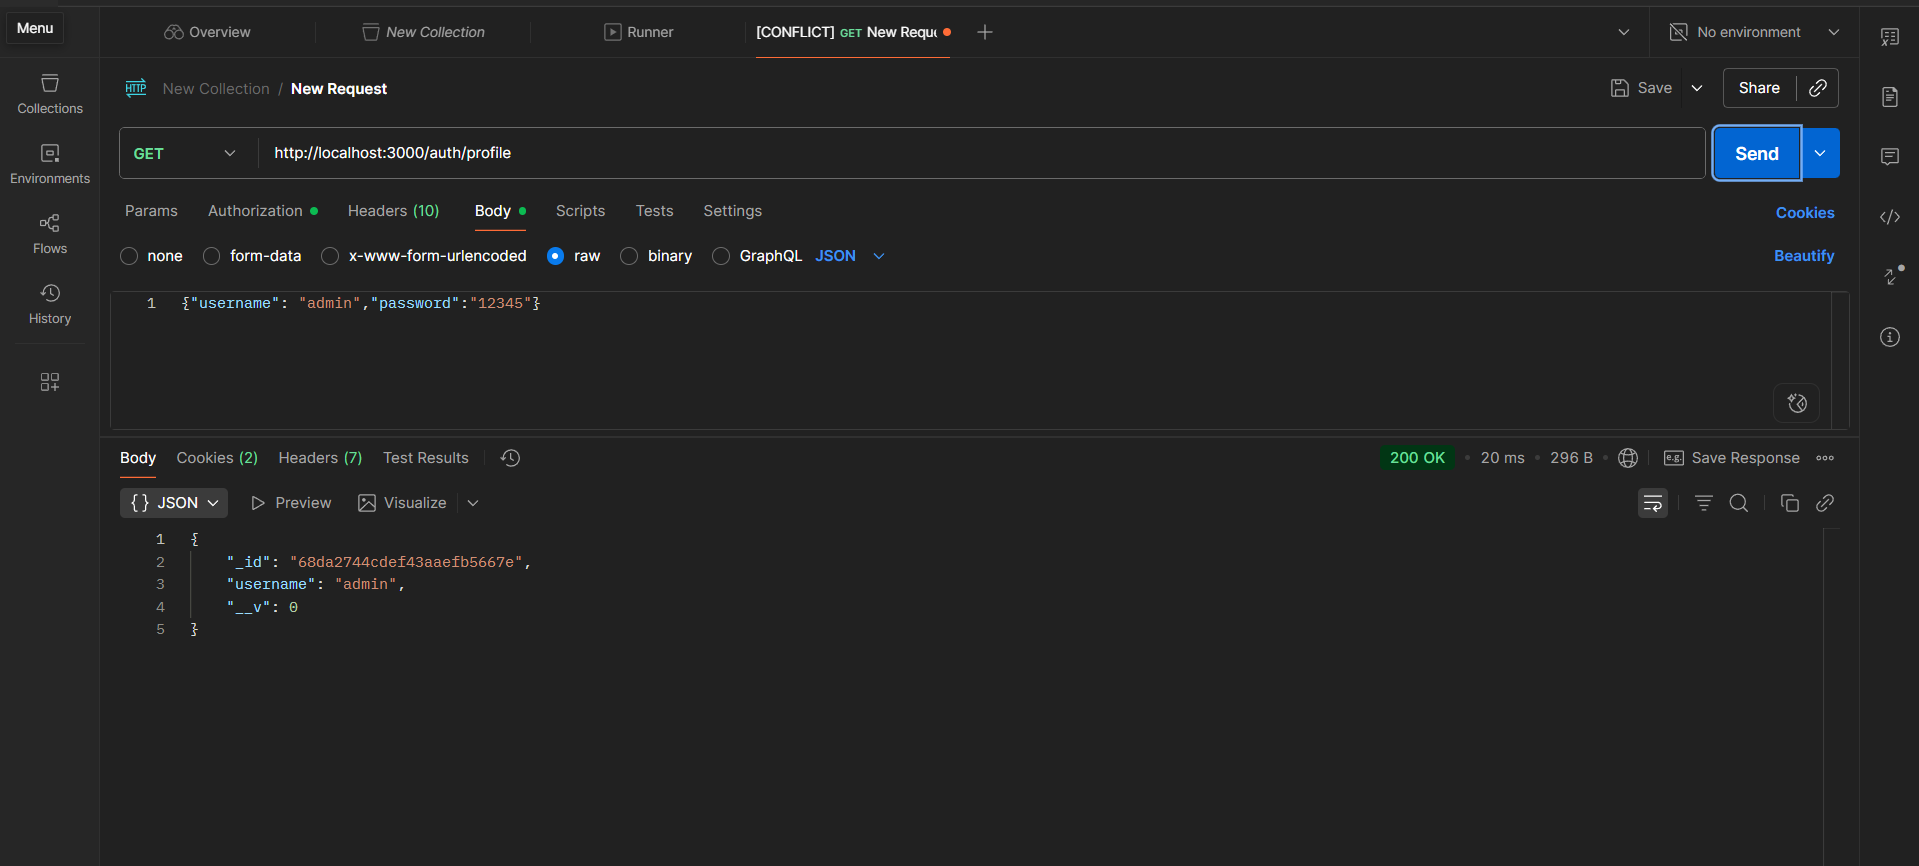 Menu
Overview
New Collection
Runner
[CONFLICT] GET New Requ
No environment
HTTP New Collection / New Request
Save
Share
Collections
Environments
Flows
History
GET
http://localhost:3000/auth/profile
Send
Params Authorization Headers (10) Body Scripts Tests Settings
Cookies
none form-data x-www-form-urlencoded raw binary GraphQL JSON
Beautify
1 {"username": "admin","password":"12345"}
Body Cookies (2) Headers (7) Test Results
200 OK • 20 ms • 296 B • e.g. Save Response
{} JSON Preview Visualize
1 {
2 "_id": "68da2744cdef43aaefb5667e",
3 "username": "admin",
4 "__v": 0
5 }